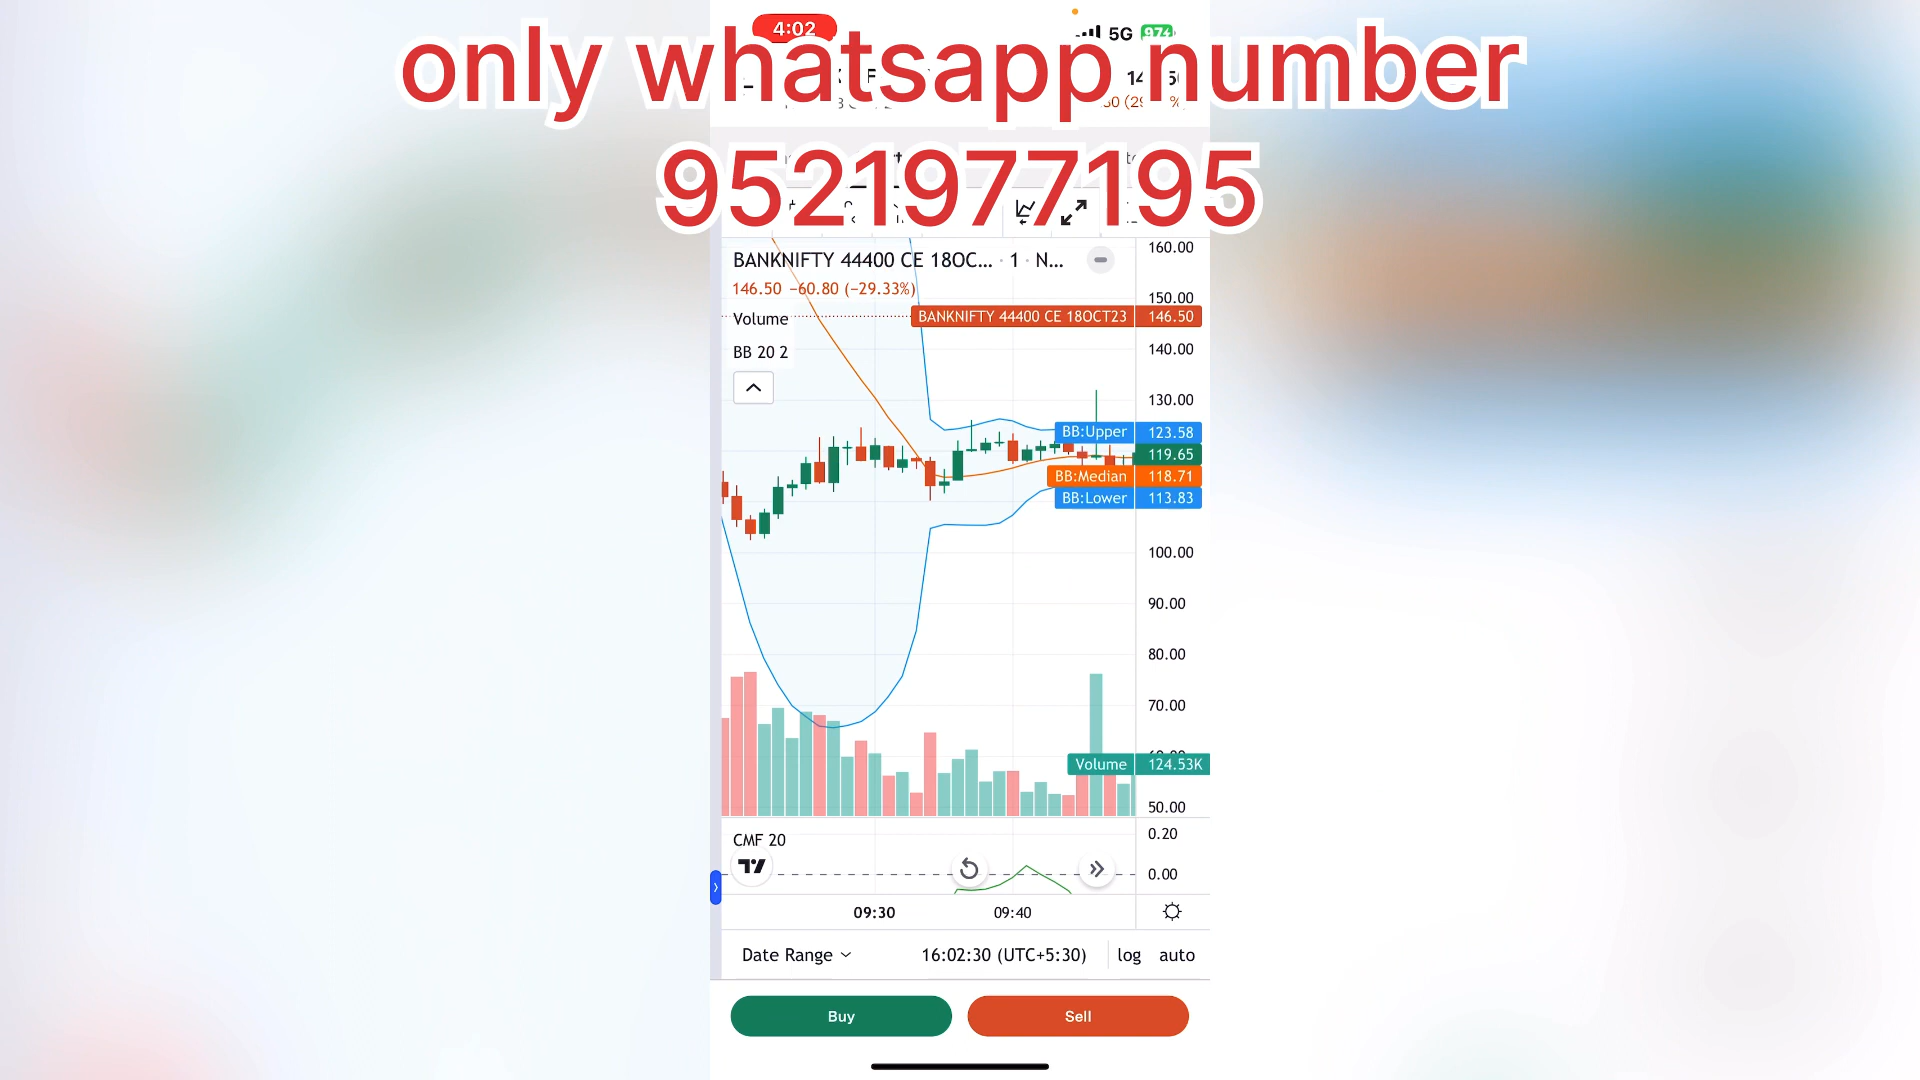 4:02
5G 97
only whatsapp number
9521977195
BANKNIFTY 44400 CE 18OC... · 1 · N...
146.50 −60.80 (−29.33%)
Volume
BB 20 2
160.00
150.00
BANKNIFTY 44400 CE 18OCT23 146.50
140.00
130.00
BB:Upper 123.58
119.65
BB:Median 118.71
BB:Lower 113.83
100.00
90.00
80.00
70.00
Volume 124.53K
50.00
CMF 20
0.20
0.00
09:30 09:40
Date Range 16:02:30 (UTC+5:30) log auto
Buy Sell